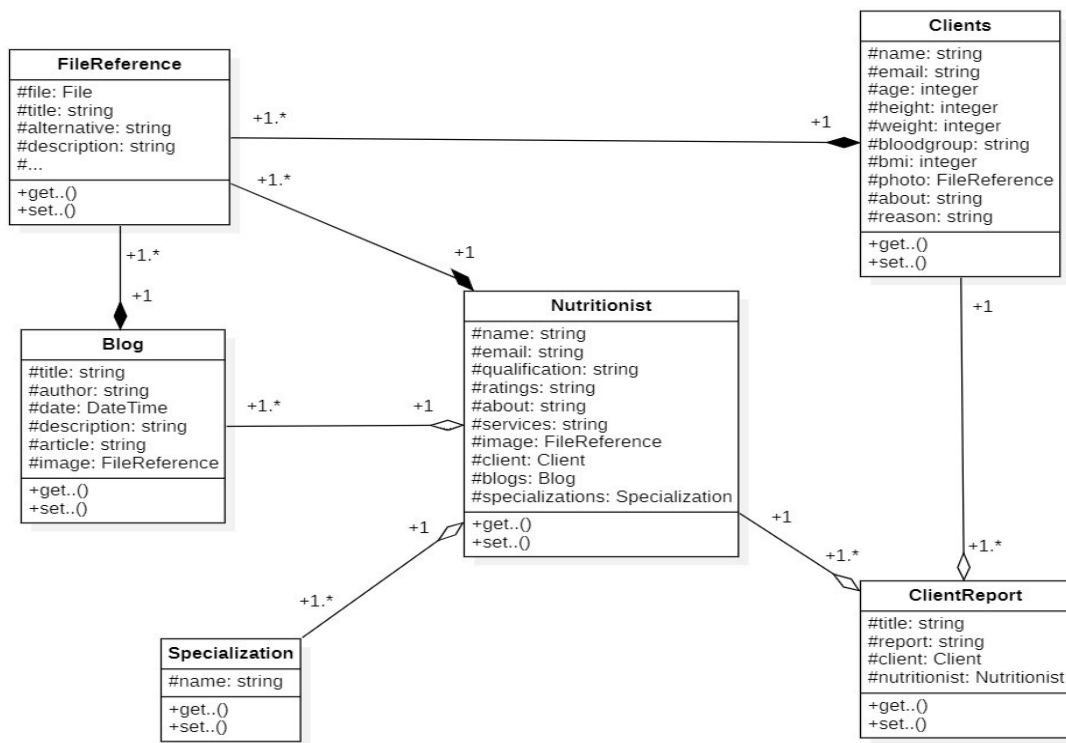 Clients
#name: string
#email: string
#age: integer
#height: integer
#weight: integer
#bloodgroup: string
#bmi: integer
#photo: FileReference
#about: string
#reason: string
+get..()
+set..()
FileReference
#file: File
#title: string
#alternative: string
#description: string
#...
+get..()
+set..()
+1.*
+1
+1.*
+1
+1.*
+1
Blog
#title: string
#author: string
#date: DateTime
#description: string
#article: string
#image: FileReference
+get..()
+set..()
+1.*
+1
Nutritionist
#name: string
#email: string
#qualification: string
#ratings: string
#about: string
#services: string
#image: FileReference
#client: Client
#blogs: Blog
#specializations: Specialization
+get..()
+set..()
+1
+1.*
+1
+1.*
+1
+1.*
Specialization
#name: string
+get..()
+set..()
ClientReport
#title: string
#report: string
#client: Client
#nutritionist: Nutritionist
+get..()
+set..()